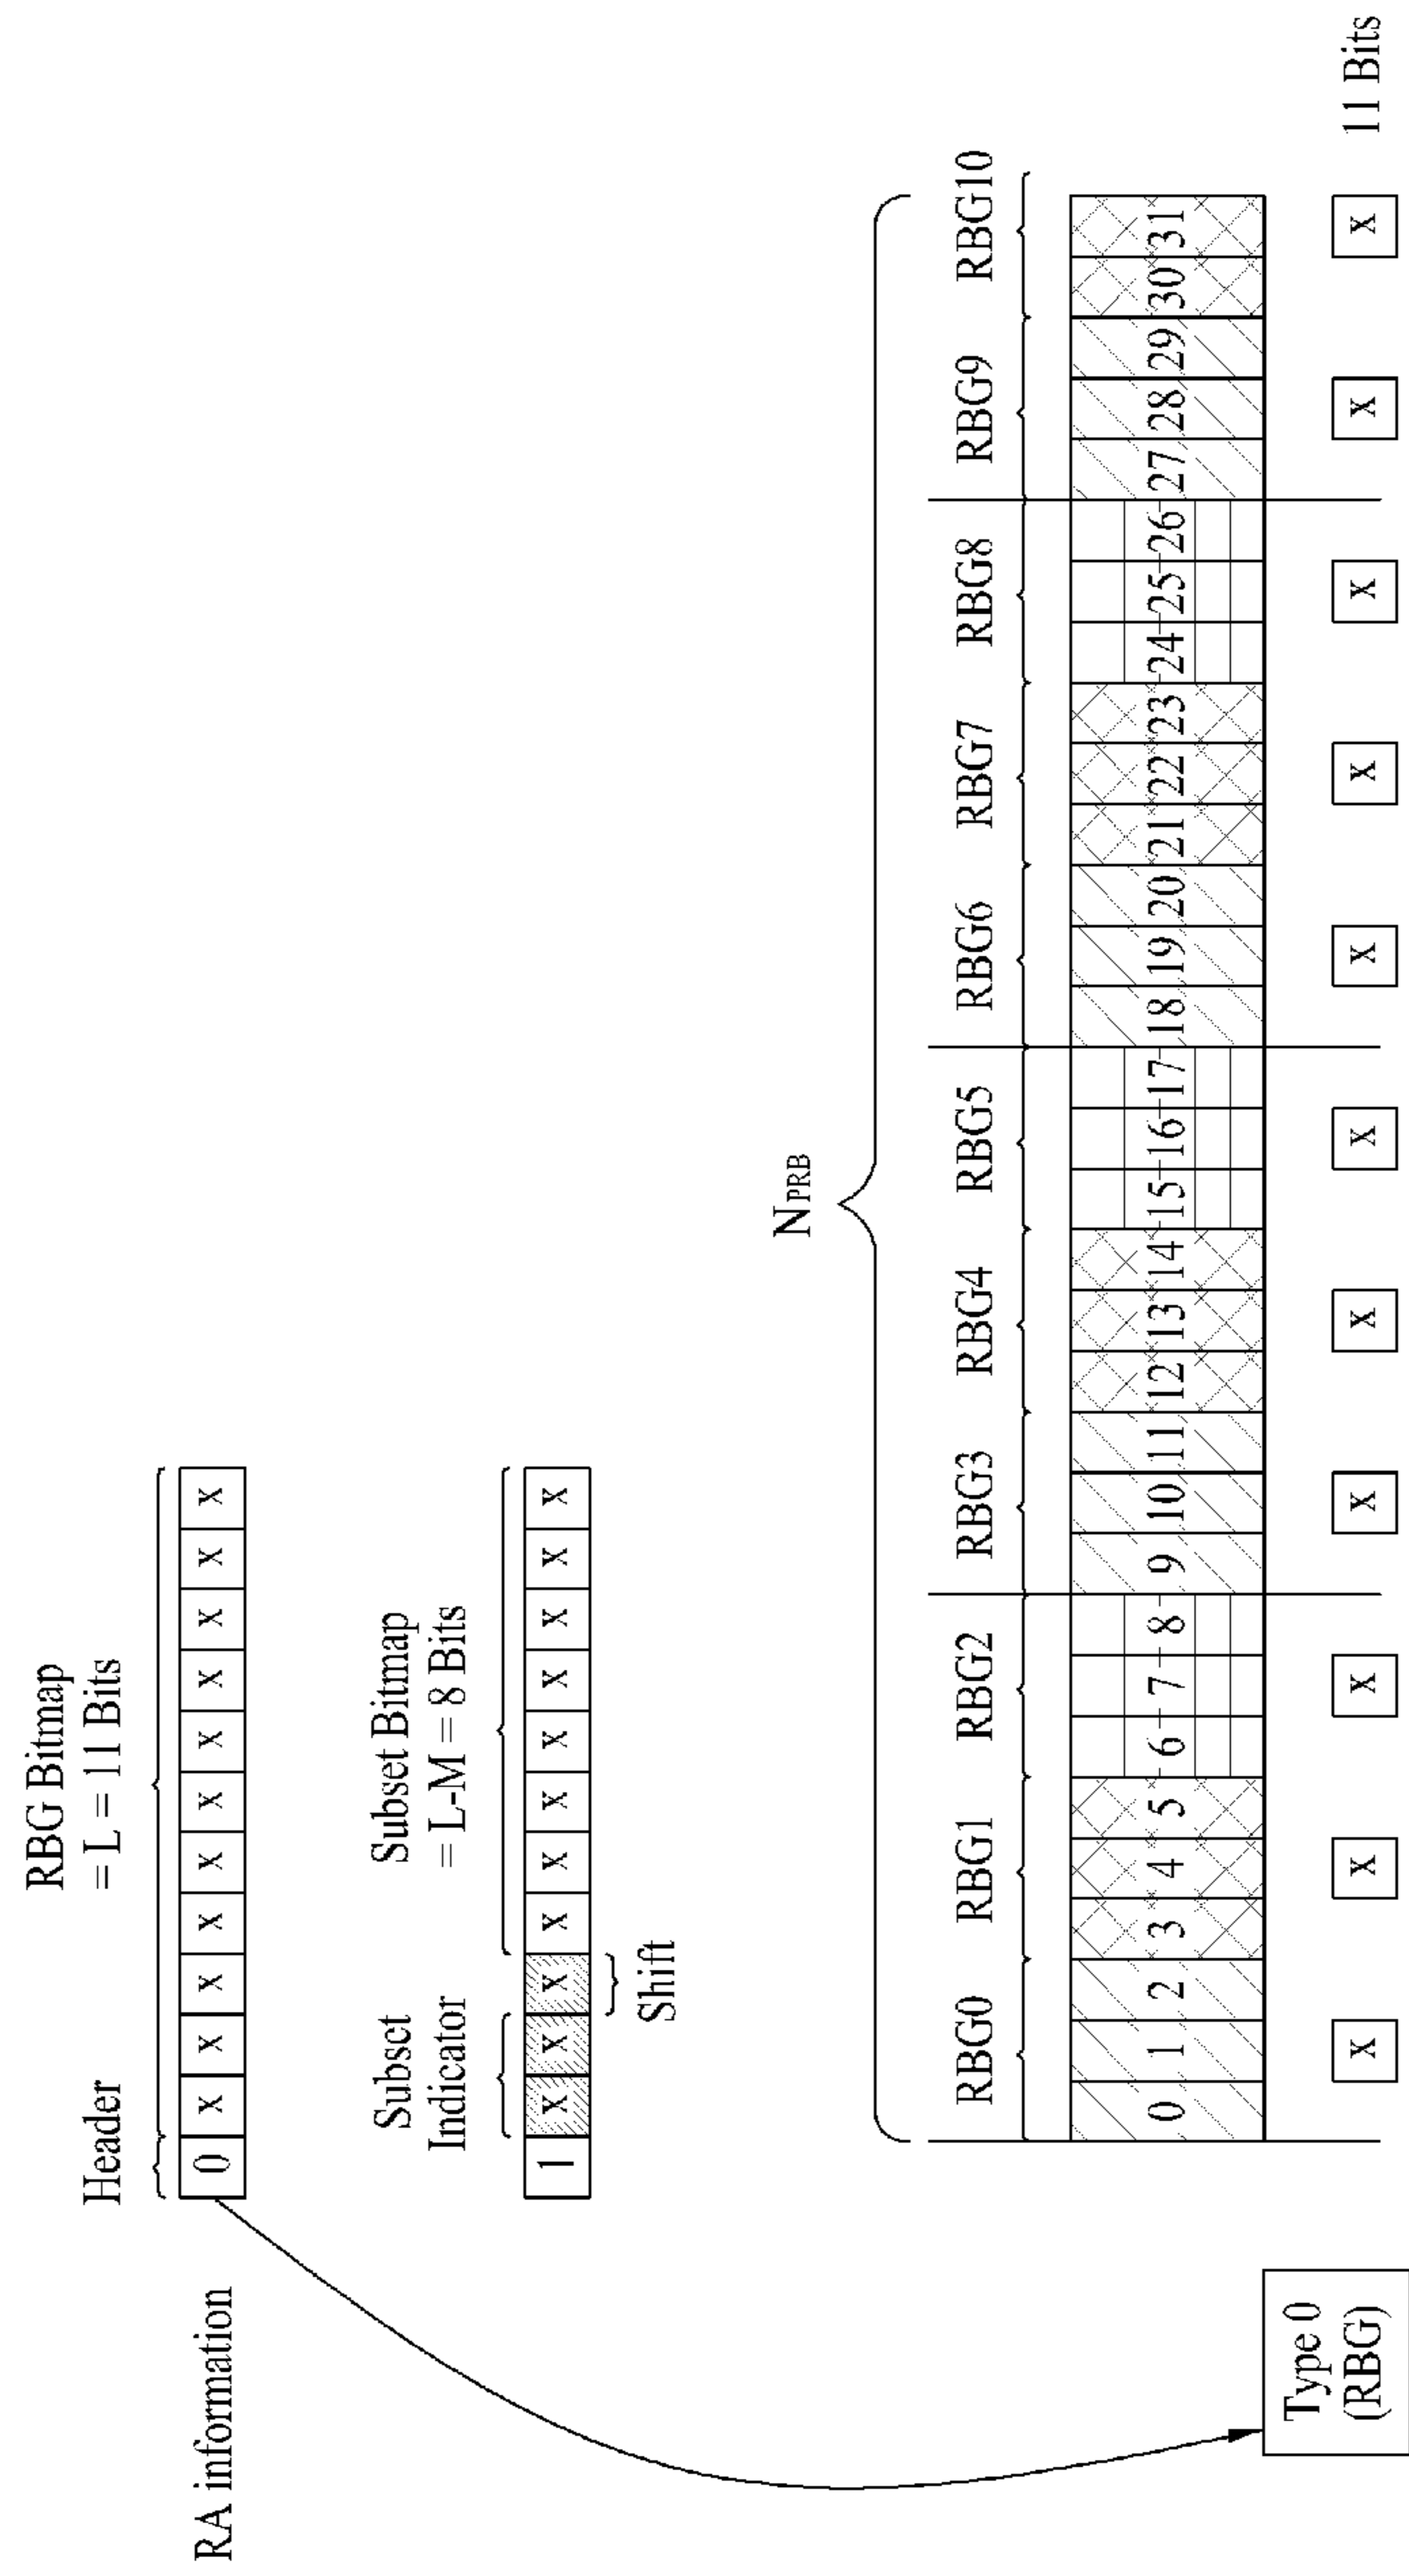 RBG Bitmap
= L = 11 Bits
Header
RA information
0 X X X X X X X X X X X
Subset
Indicator
Subset Bitmap
= L-M = 8 Bits
1 X X X X X X X X X X X
Shift
NPRB
RBG0 RBG1 RBG2 RBG3 RBG4 RBG5 RBG6 RBG7 RBG8 RBG9 RBG10
0 1 2 3 4 5 6 7 8 9 10 11 12 13 14 15 16 17 18 19 20 21 22 23 24 25 26 27 28 29 30 31
Type 0
(RBG)
X X X X X X X X X X X 11 Bits